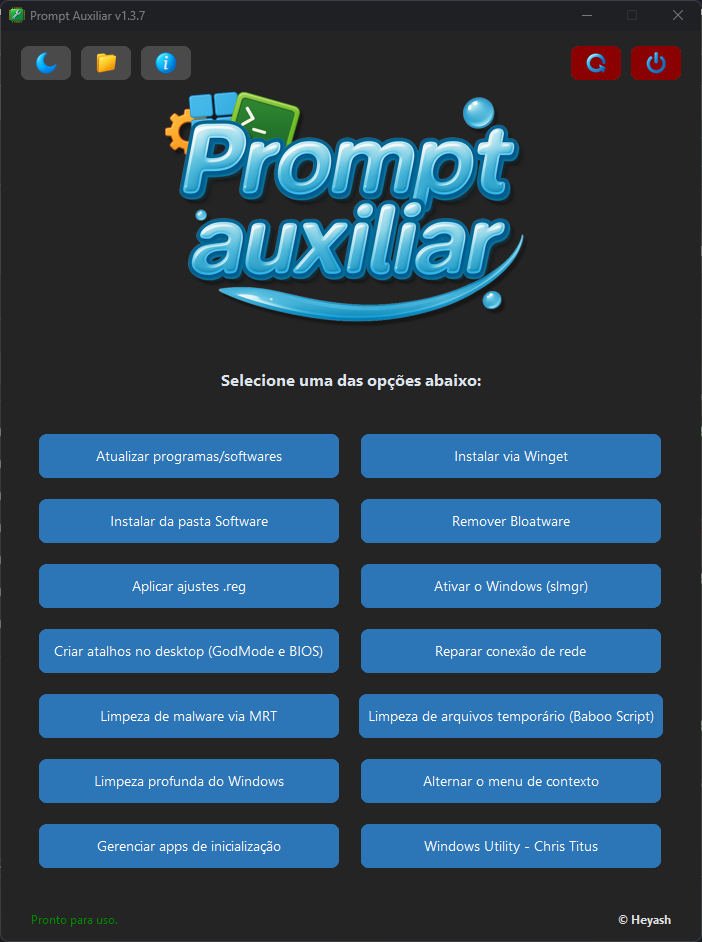 Prompt Auxiliar v1.3.7
Prompt
auxiliar
Selecione uma das opções abaixo:
Atualizar programas/softwares
Instalar via Winget
Instalar da pasta Software
Remover Bloatware
Aplicar ajustes .reg
Ativar o Windows (slmgr)
Criar atalhos no desktop (GodMode e BIOS)
Reparar conexão de rede
Limpeza de malware via MRT
Limpeza de arquivos temporário (Baboo Script)
Limpeza profunda do Windows
Alternar o menu de contexto
Gerenciar apps de inicialização
Windows Utility - Chris Titus
Pronto para uso.
© Heyash